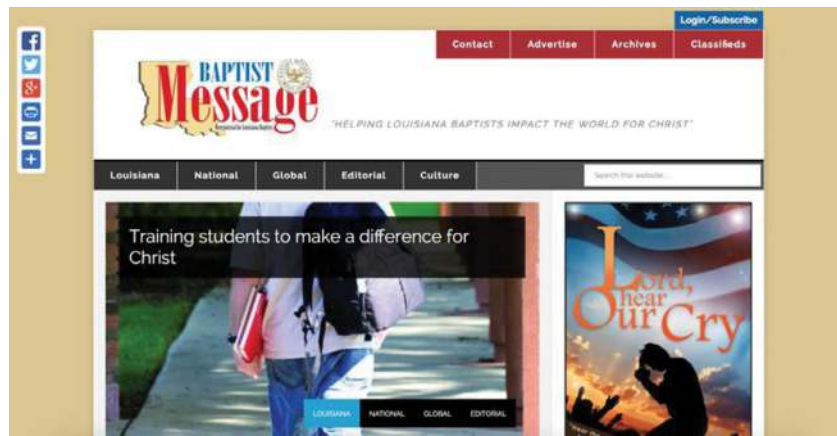 Login/Subscribe
Contact Advertise Archives Classifieds
BAPTIST
Message
"HELPING LOUISIANA BAPTISTS IMPACT THE WORLD FOR CHRIST"
Louisiana National Global Editorial Culture
Search this website...
Training students to make a difference for
Christ
Lord,
hear
Our Cry
LOUISIANA NATIONAL GLOBAL EDITORIAL